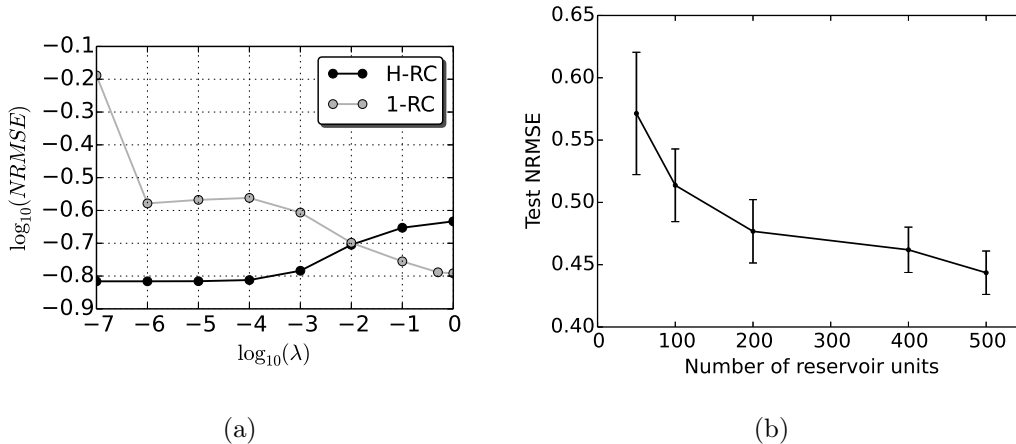 −0.1
−0.2
−0.3
−0.4
−0.5
−0.6
−0.7
−0.8
−0.9
log10(NRMSE)
H-RC
1-RC
−7 −6 −5 −4 −3 −2 −1 0
log10(λ)
(a)
0.65
0.60
0.55
0.50
0.45
0.40
Test NRMSE
0 100 200 300 400 500
Number of reservoir units
(b)